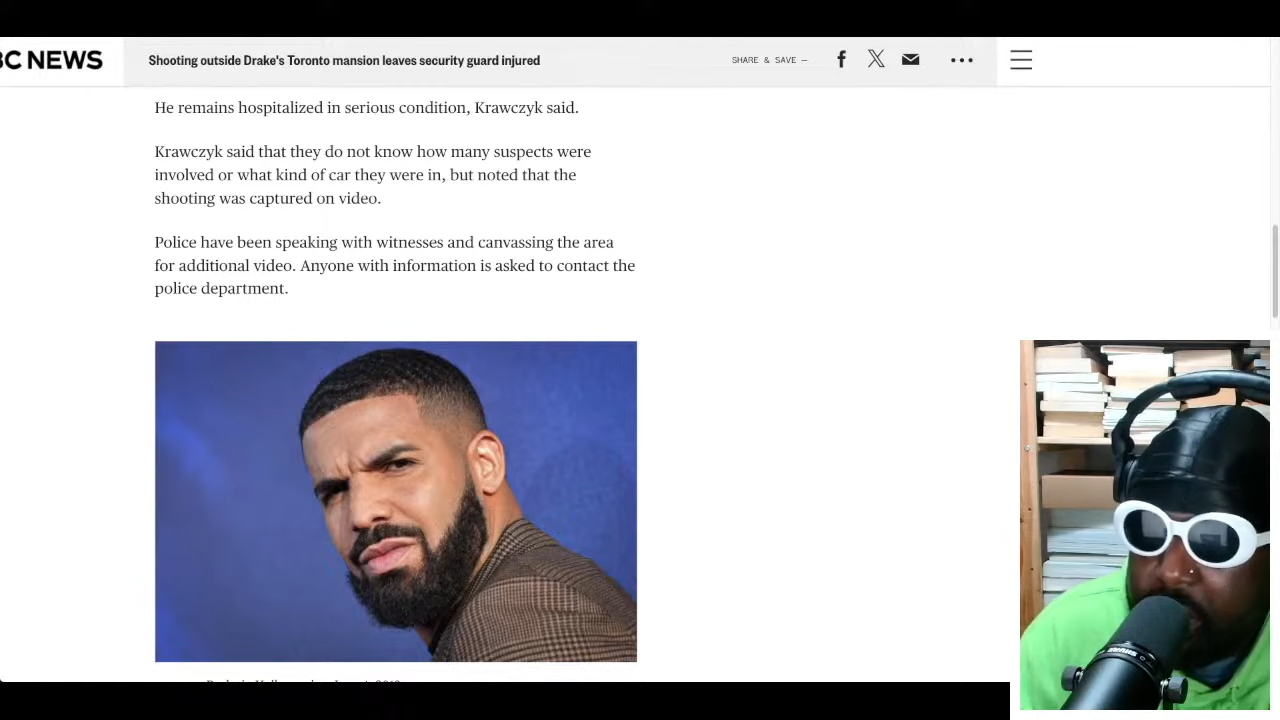 BC NEWS
Shooting outside Drake's Toronto mansion leaves security guard injured
SHARE & SAVE —
He remains hospitalized in serious condition, Krawczyk said.
Krawczyk said that they do not know how many suspects were
involved or what kind of car they were in, but noted that the
shooting was captured on video.
Police have been speaking with witnesses and canvassing the area
for additional video. Anyone with information is asked to contact the
police department.